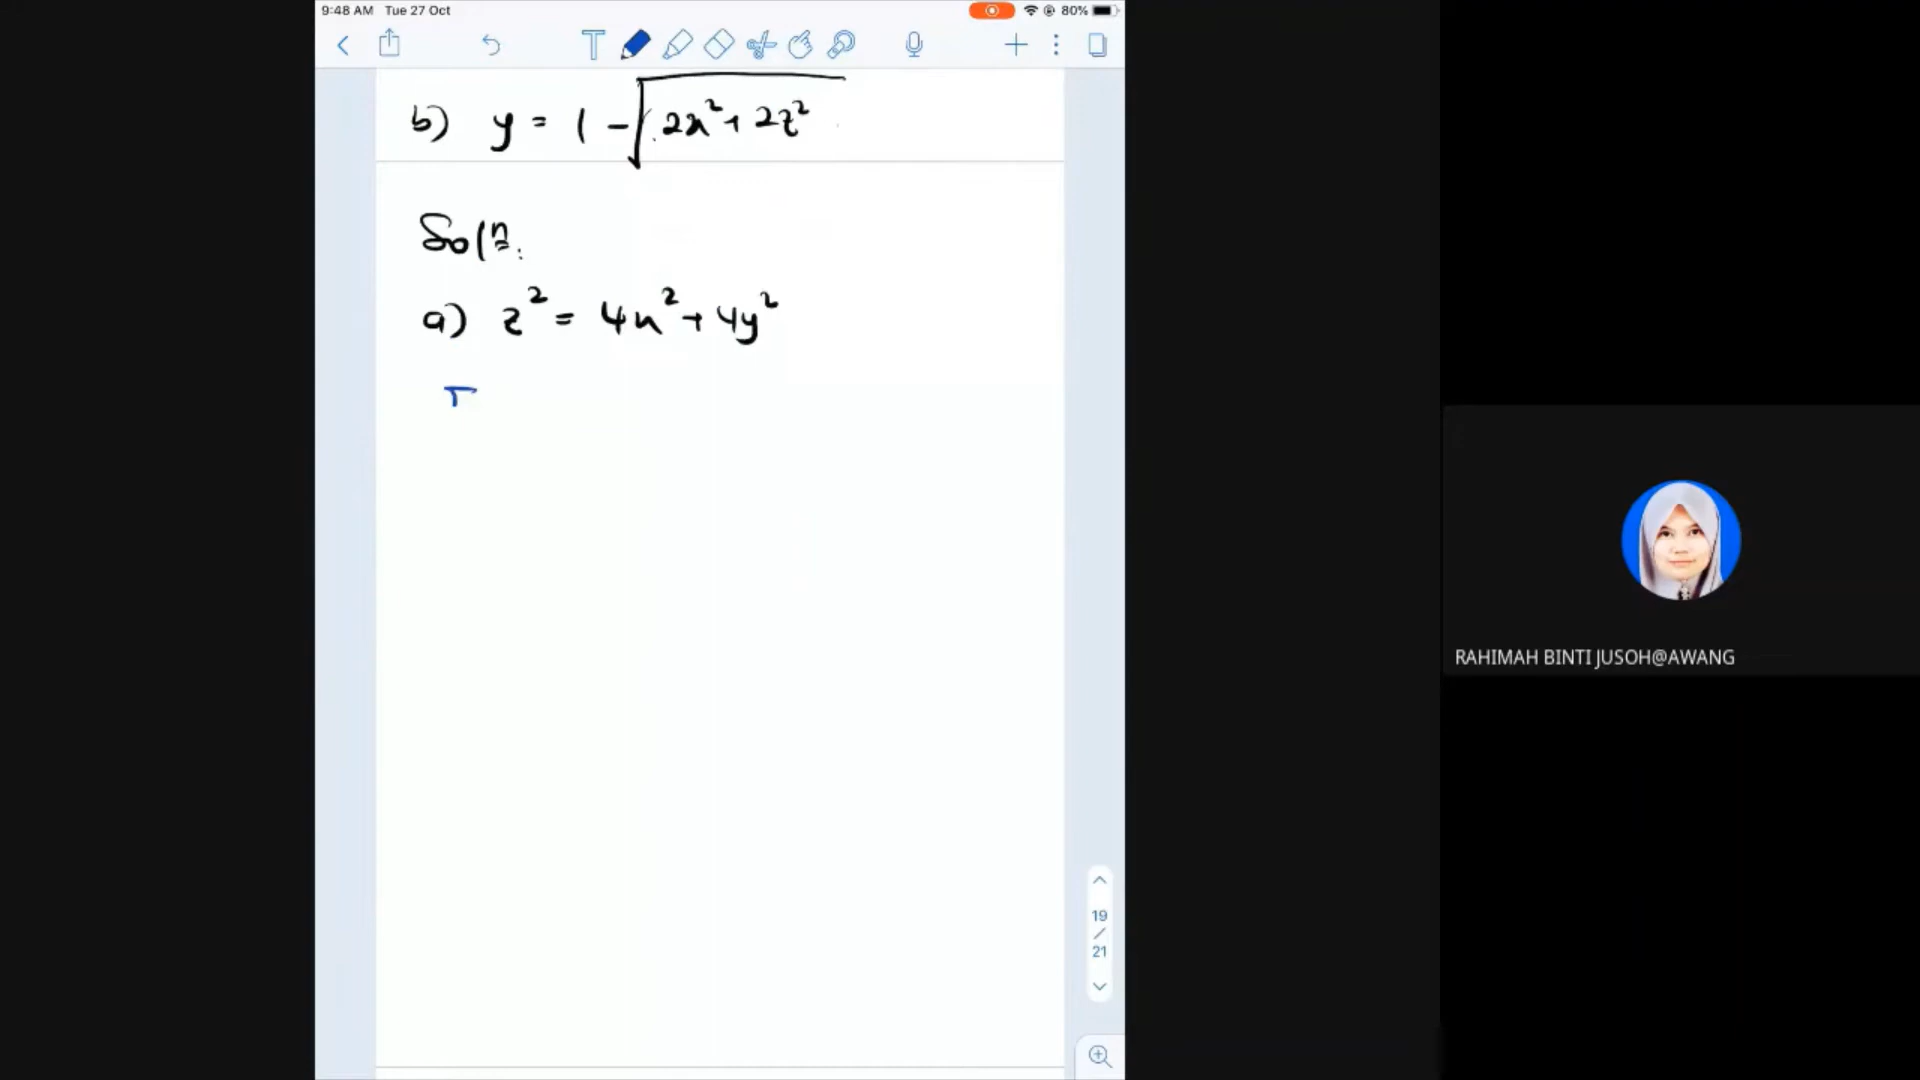 9:48 AM Tue 27 Oct 80%
T
b) y = 1 - √2x²+2z²
Solⁿ.
a) z² = 4x² + 4y²
T
19
/
21
RAHIMAH BINTI JUSOH@AWANG